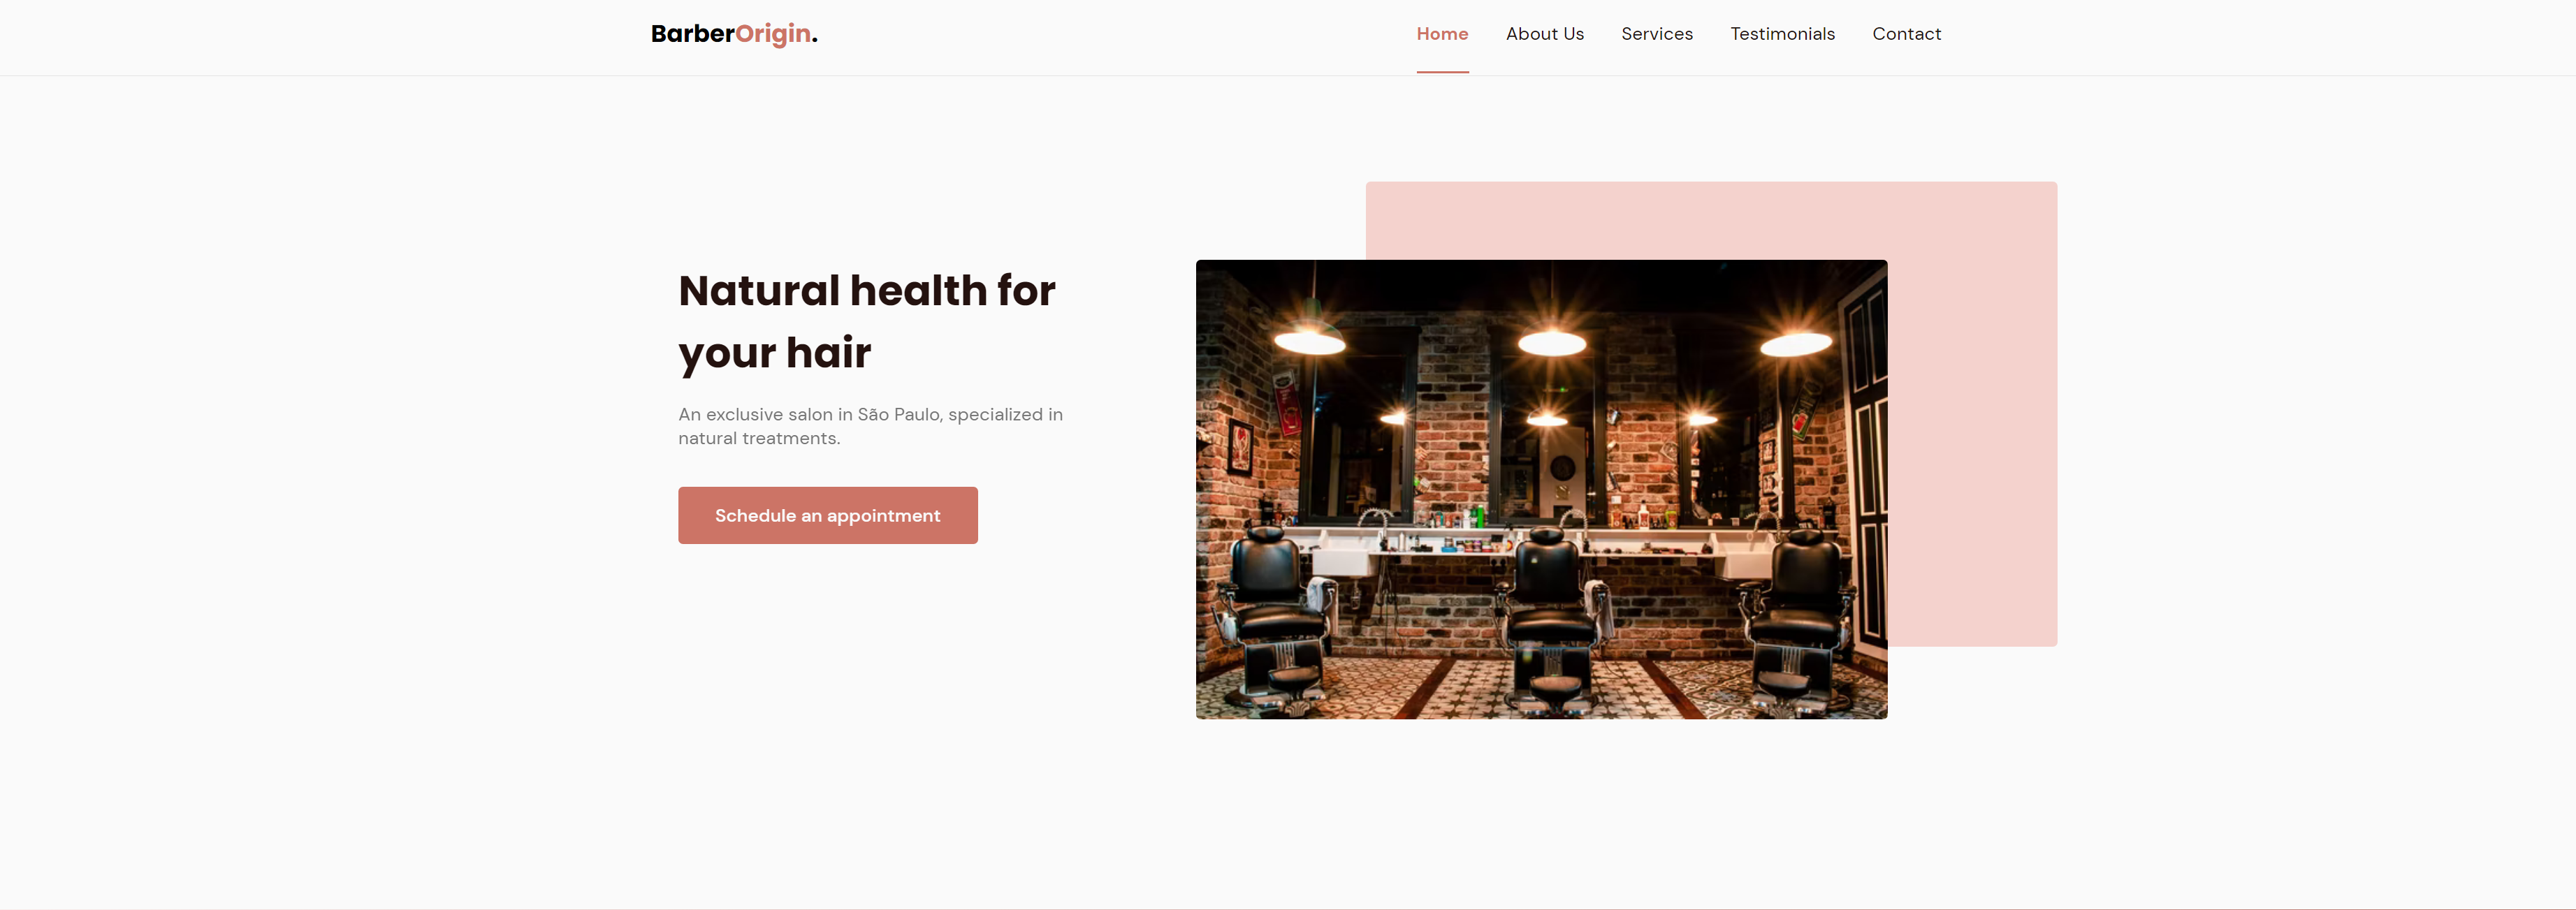 BarberOrigin.
Home
About Us
Services
Testimonials
Contact
Natural health for
your hair
An exclusive salon in São Paulo, specialized in
natural treatments.
Schedule an appointment